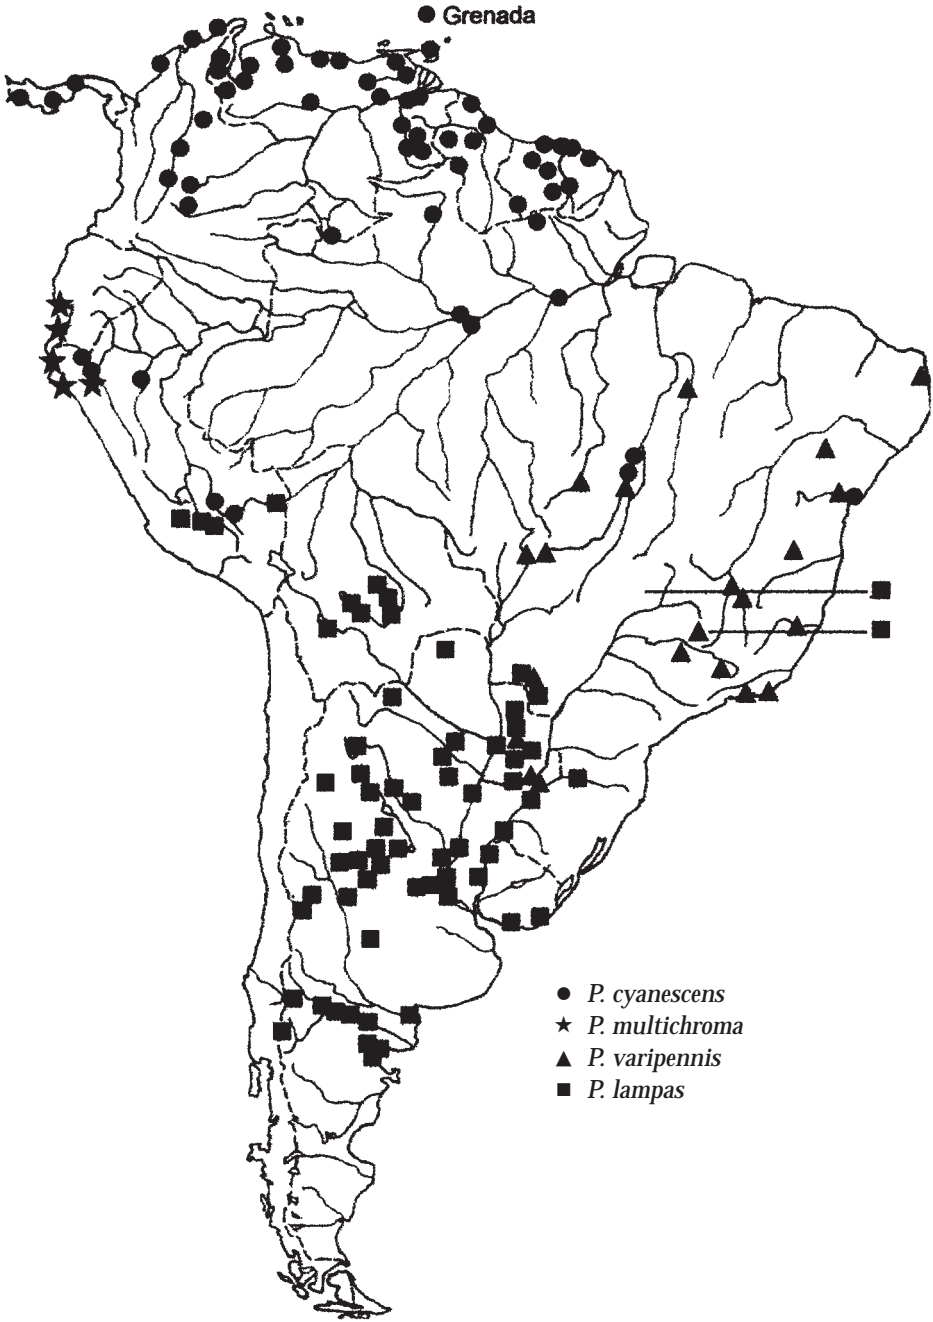 Grenada
P. cyanescens
P. multichroma
P. varipennis
P. lampas